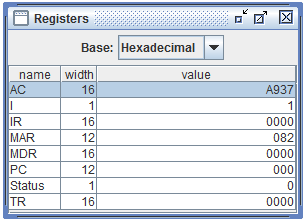 Registers
Base: Hexadecimal
name width value
AC 16 A937
I 1 1
IR 16 0000
MAR 12 082
MDR 16 0000
PC 12 000
Status 1 0
TR 16 0000